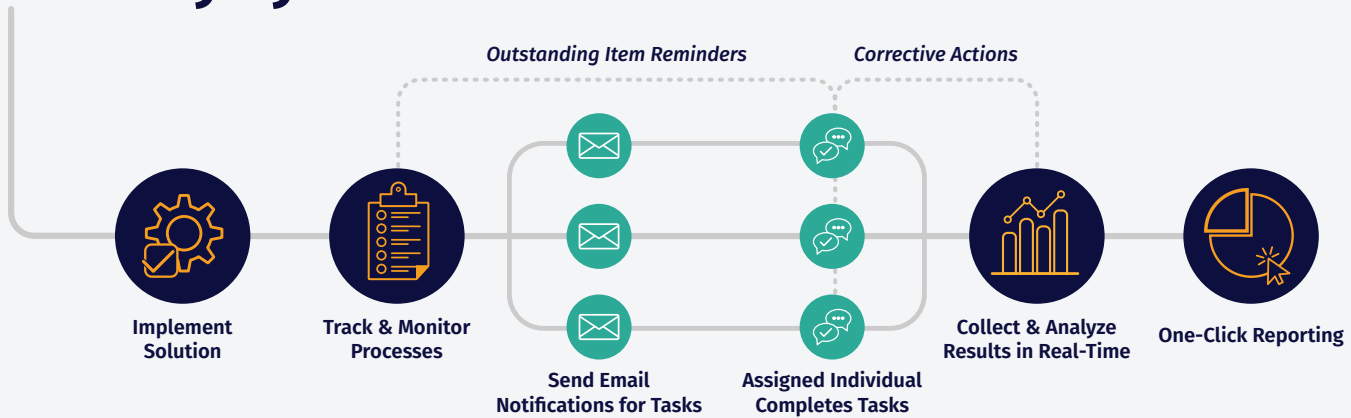 Outstanding Item Reminders
Corrective Actions
Implement
Solution
Track & Monitor
Processes
Send Email
Notifications for Tasks
Assigned Individual
Completes Tasks
Collect & Analyze
Results in Real-Time
One-Click Reporting